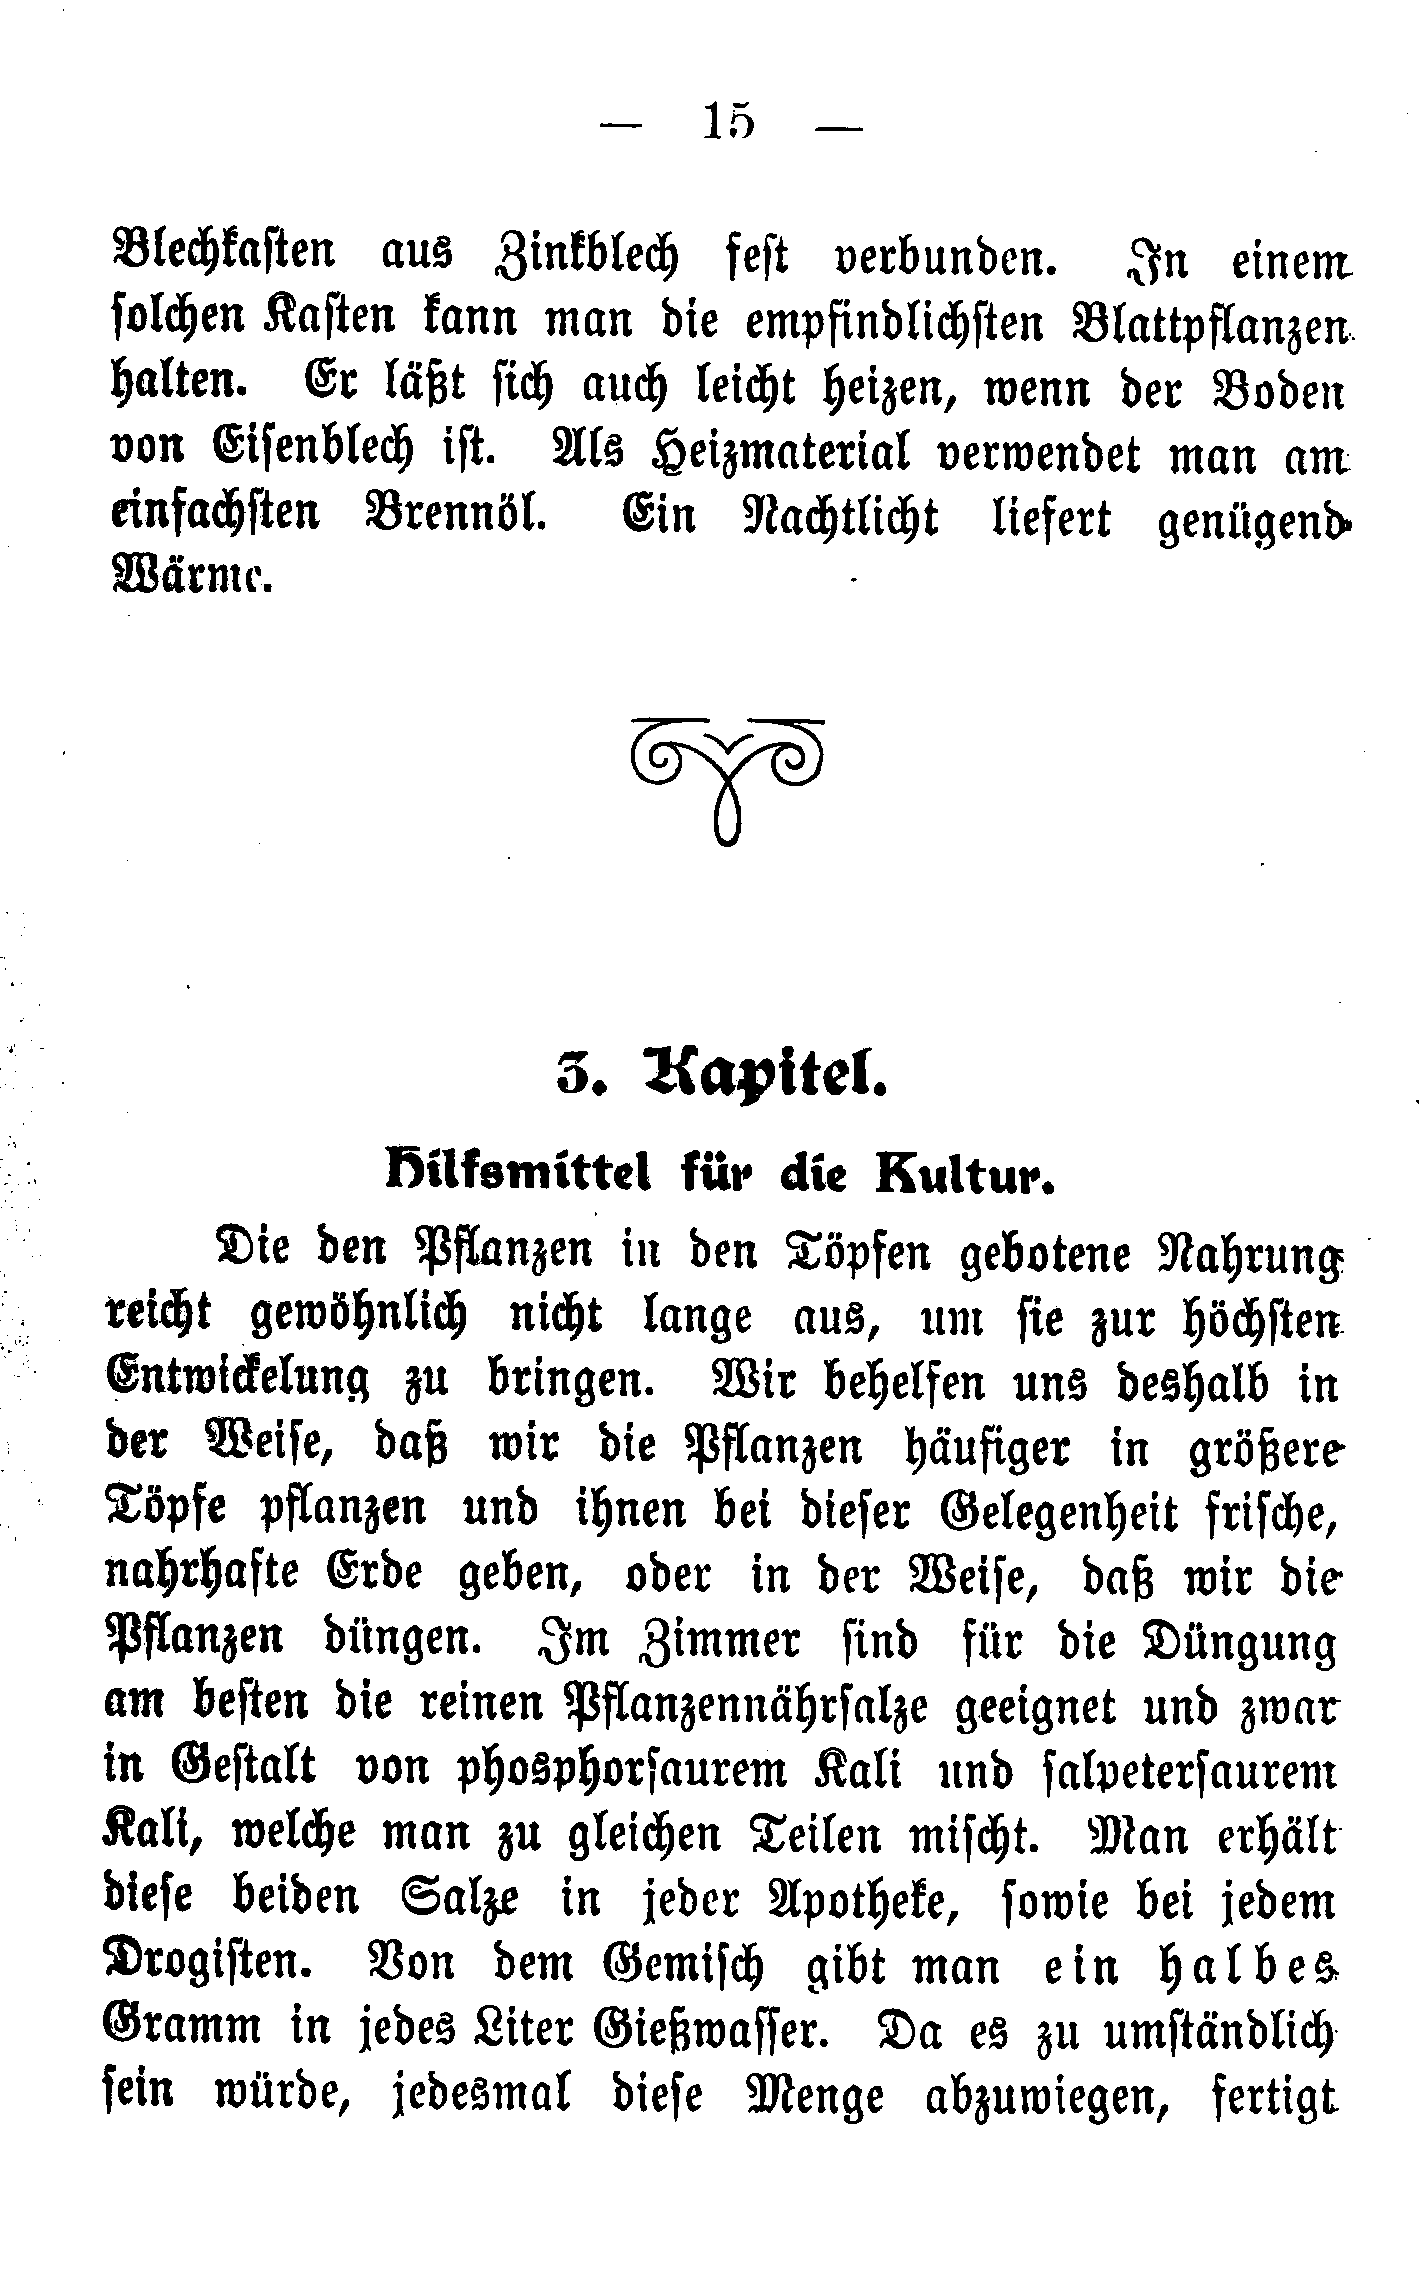 — 15 —
Blechkasten aus Zinkblech fest verbunden. In einem
solchen Kasten kann man die empfindlichsten Blattpflanzen
halten. Er läßt sich auch leicht heizen, wenn der Boden
von Eisenblech ist. Als Heizmaterial verwendet man am
einfachsten Brennöl. Ein Nachtlicht liefert genügend
Wärme.
3. Kapitel.
Hilfsmittel für die Kultur.
Die den Pflanzen in den Töpfen gebotene Nahrung
reicht gewöhnlich nicht lange aus, um sie zur höchsten
Entwickelung zu bringen. Wir behelfen uns deshalb in
der Weise, daß wir die Pflanzen häufiger in größere
Töpfe pflanzen und ihnen bei dieser Gelegenheit frische,
nahrhafte Erde geben, oder in der Weise, daß wir die
Pflanzen düngen. Im Zimmer sind für die Düngung
am besten die reinen Pflanzennährsalze geeignet und zwar
in Gestalt von phosphorsaurem Kali und salpetersaurem
Kali, welche man zu gleichen Teilen mischt. Man erhält
diese beiden Salze in jeder Apotheke, sowie bei jedem
Drogisten. Von dem Gemisch gibt man ein halbes
Gramm in jedes Liter Gießwasser. Da es zu umständlich
sein würde, jedesmal diese Menge abzuwiegen, fertigt